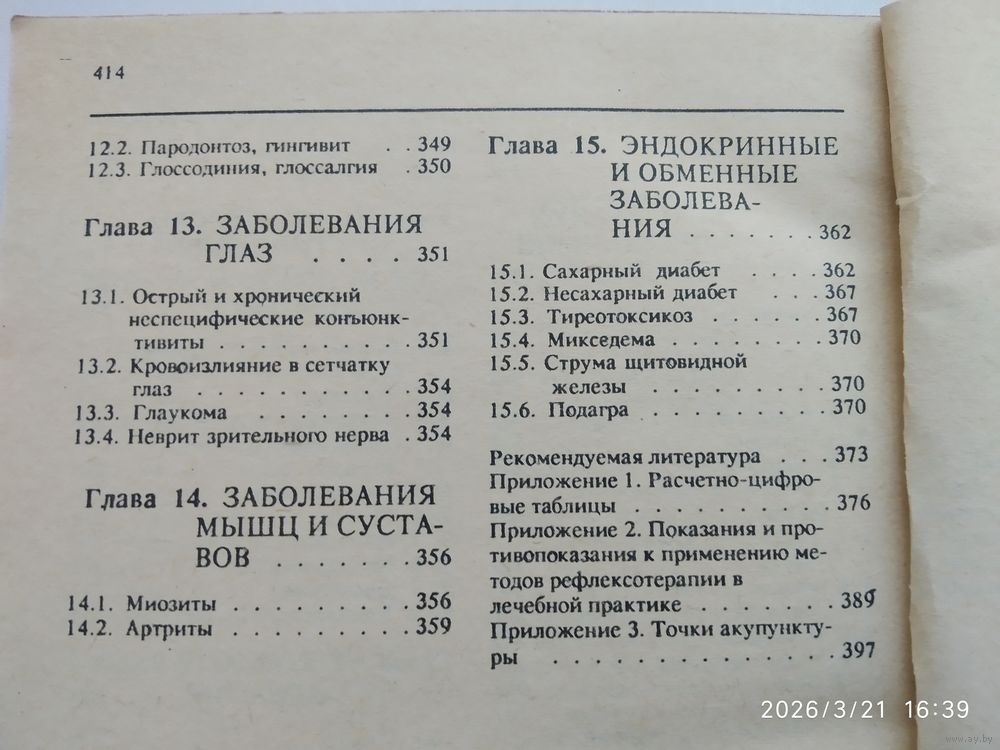 414
12.2. Пародонтоз, гингивит . . 349
12.3. Глоссодиния, глоссалгия . 350
Глава 13. ЗАБОЛЕВАНИЯ
ГЛАЗ . . . . 351
13.1. Острый и хронический
неспецифические конъюнк-
тивиты . . . . . . . . . 351
13.2. Кровоизлияние в сетчатку
глаз . . . . . . . . . . 354
13.3. Глаукома . . . . . . . 354
13.4. Неврит зрительного нерва . 354
Глава 14. ЗАБОЛЕВАНИЯ
МЫШЦ И СУСТА-
ВОВ . . . . . . . 356
14.1. Миозиты . . . . . . . . 356
14.2. Артриты . . . . . . . . 359
Глава 15. ЭНДОКРИННЫЕ
И ОБМЕННЫЕ
ЗАБОЛЕВА-
НИЯ . . . . . . . 362
15.1. Сахарный диабет . . . . 362
15.2. Несахарный диабет . . . 367
15.3. Тиреотоксикоз . . . . . . 367
15.4. Микседема . . . . . . . 370
15.5. Струма щитовидной
железы . . . . . . . . 370
15.6. Подагра . . . . . . . . 370
Рекомендуемая литература . . . 373
Приложение 1. Расчетно-цифро-
вые таблицы . . . . . . . . . 376
Приложение 2. Показания и про-
тивопоказания к применению ме-
тодов рефлексотерапии в
лечебной практике . . . . . . . 389
Приложение 3. Точки акупункту-
ры . . . . . . . . . . . . . . 397
2026/3/21 16:39
www.ay.by